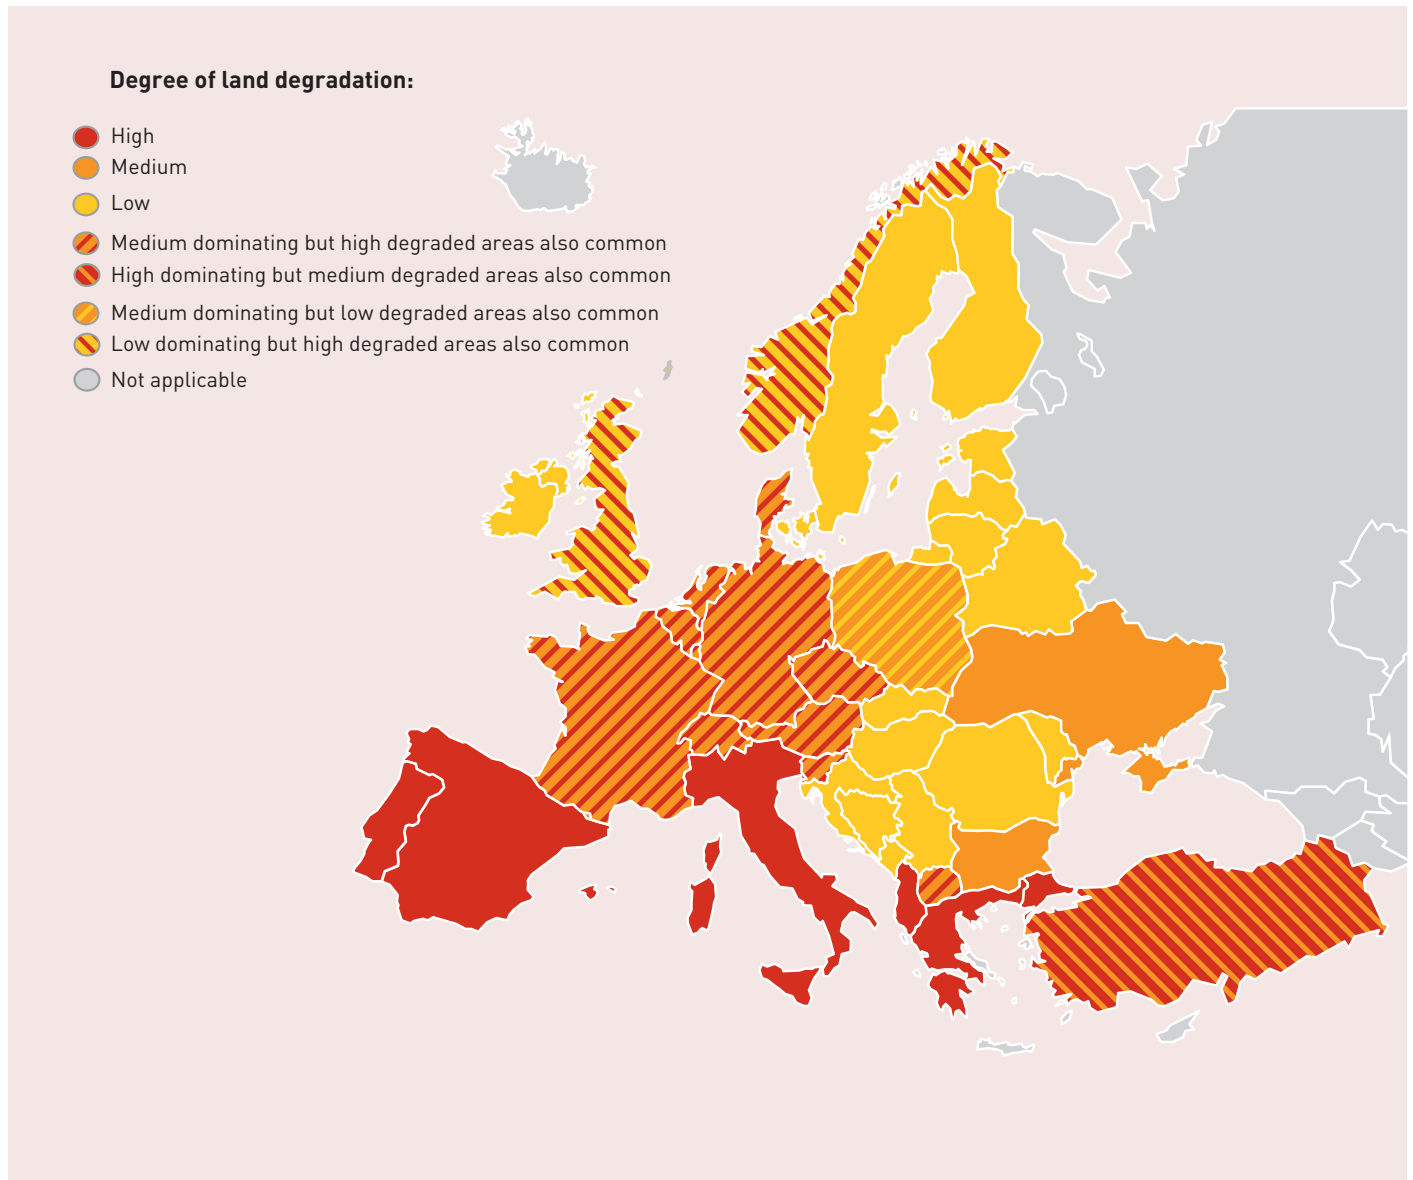 Degree of land degradation:
High
Medium
Low
Medium dominating but high degraded areas also common
High dominating but medium degraded areas also common
Medium dominating but low degraded areas also common
Low dominating but high degraded areas also common
Not applicable